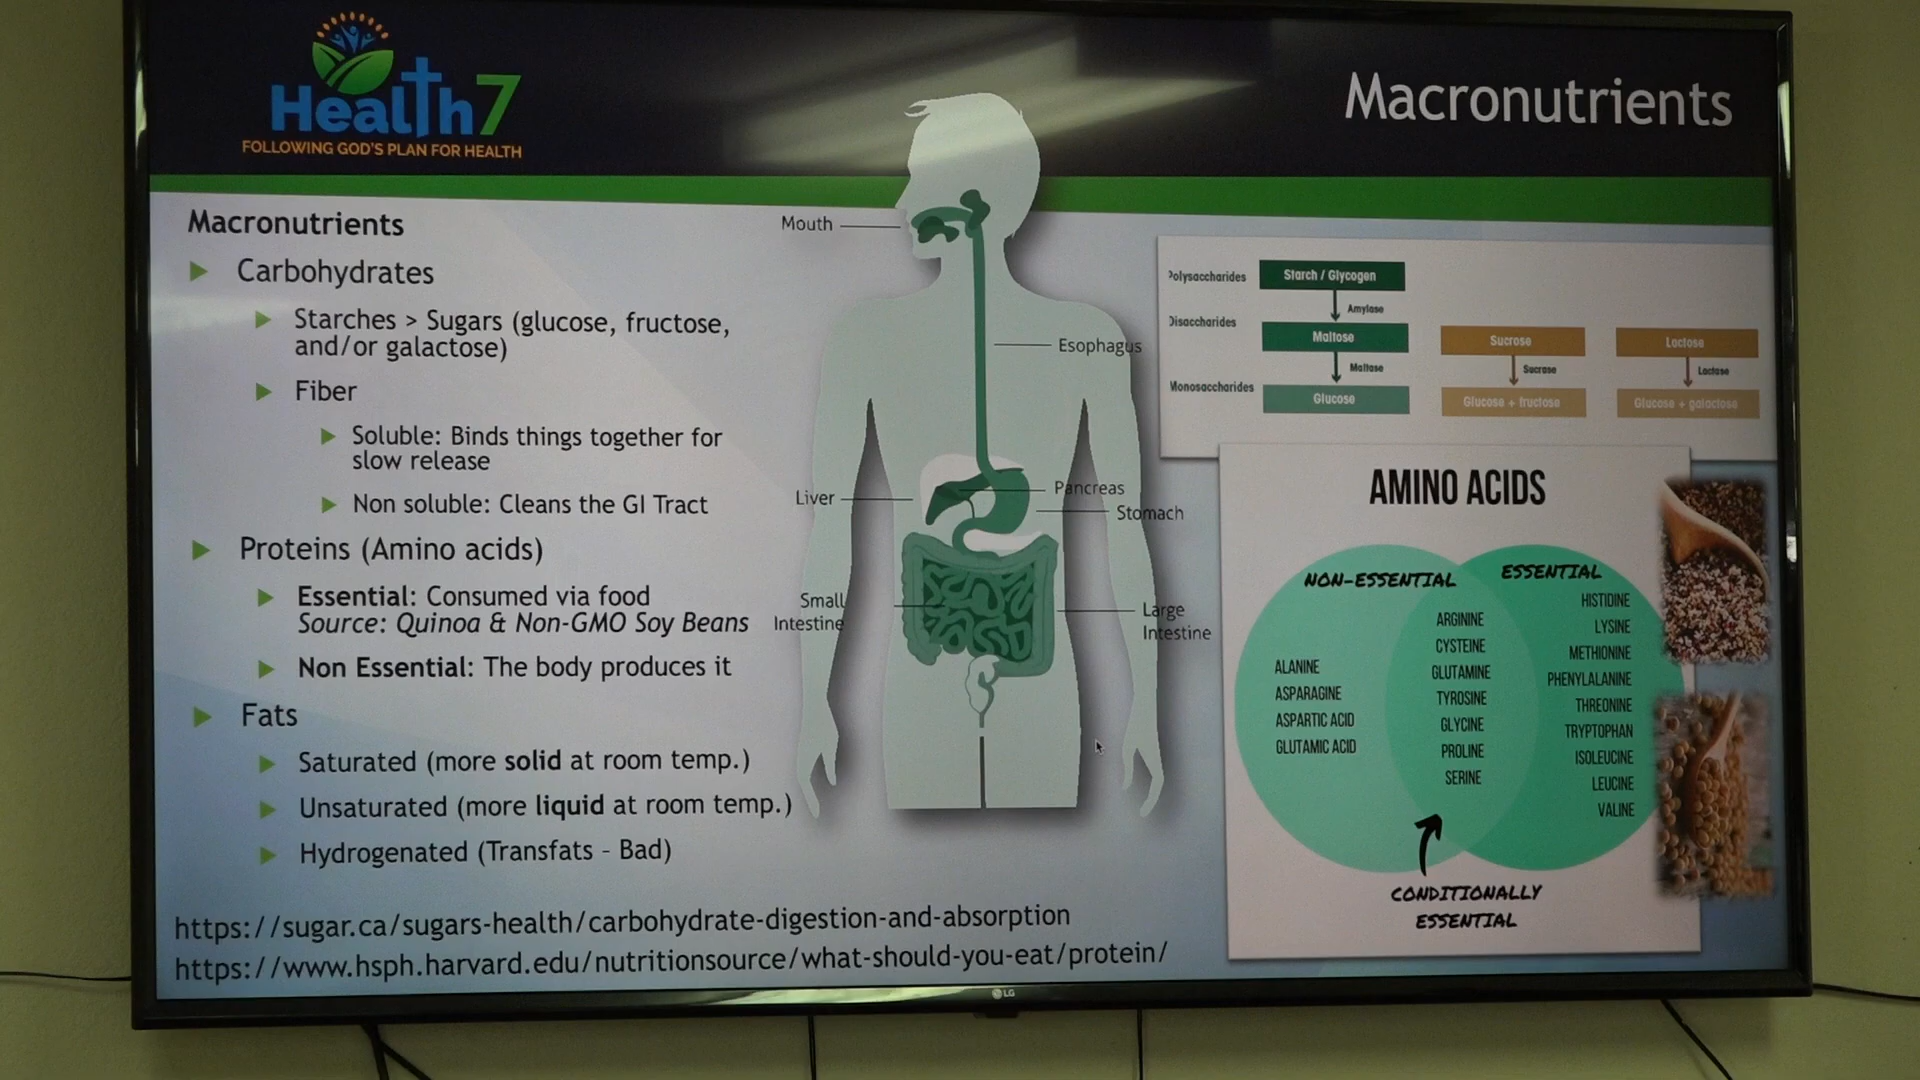 Health7
FOLLOWING GOD'S PLAN FOR HEALTH
Macronutrients
Macronutrients
Carbohydrates
Starches > Sugars (glucose, fructose,
and/or galactose)
Fiber
Soluble: Binds things together for
slow release
Non soluble: Cleans the GI Tract
Proteins (Amino acids)
Essential: Consumed via food
Source: Quinoa & Non-GMO Soy Beans
Non Essential: The body produces it
Fats
Saturated (more solid at room temp.)
Unsaturated (more liquid at room temp.)
Hydrogenated (Transfats - Bad)
https://sugar.ca/sugars-health/carbohydrate-digestion-and-absorption
https://www.hsph.harvard.edu/nutritionsource/what-should-you-eat/protein/
Mouth
Esophagus
Liver
Pancreas
Stomach
Small
Intestine
Large
Intestine
Polysaccharides
Starch / Glycogen
Amylase
Disaccharides
Maltose
Sucrose
Lactose
Maltase
Sucrase
Lactase
Monosaccharides
Glucose
Glucose + fructose
Glucose + galactose
AMINO ACIDS
NON-ESSENTIAL
ALANINE
ASPARAGINE
ASPARTIC ACID
GLUTAMIC ACID
ARGININE
CYSTEINE
GLUTAMINE
TYROSINE
GLYCINE
PROLINE
SERINE
ESSENTIAL
HISTIDINE
LYSINE
METHIONINE
PHENYLALANINE
THREONINE
TRYPTOPHAN
ISOLEUCINE
LEUCINE
VALINE
CONDITIONALLY
ESSENTIAL
LG